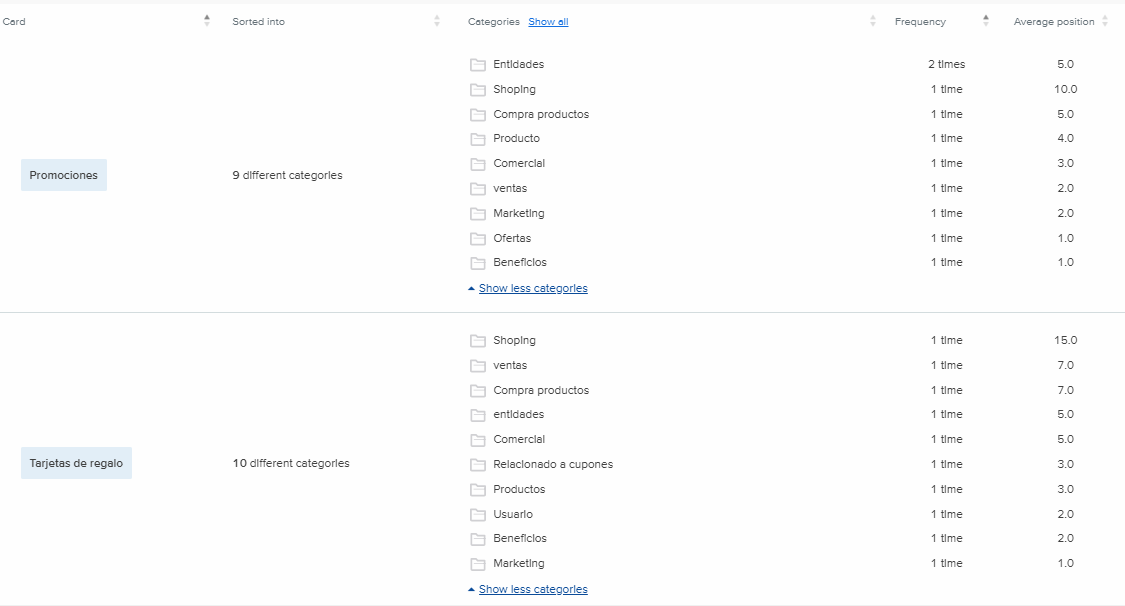 Card Sorted into Categories Show all Frequency Average position
Entidades 2 times 5.0
Shoping 1 time 10.0
Compra productos 1 time 5.0
Producto 1 time 4.0
Comercial 1 time 3.0
Promociones 9 different categories
ventas 1 time 2.0
Marketing 1 time 2.0
Ofertas 1 time 1.0
Beneficios 1 time 1.0
Show less categories
Shoping 1 time 15.0
ventas 1 time 7.0
Compra productos 1 time 7.0
entidades 1 time 5.0
Comercial 1 time 5.0
Tarjetas de regalo 10 different categories
Relacionado a cupones 1 time 3.0
Productos 1 time 3.0
Usuario 1 time 2.0
Beneficios 1 time 2.0
Marketing 1 time 1.0
Show less categories